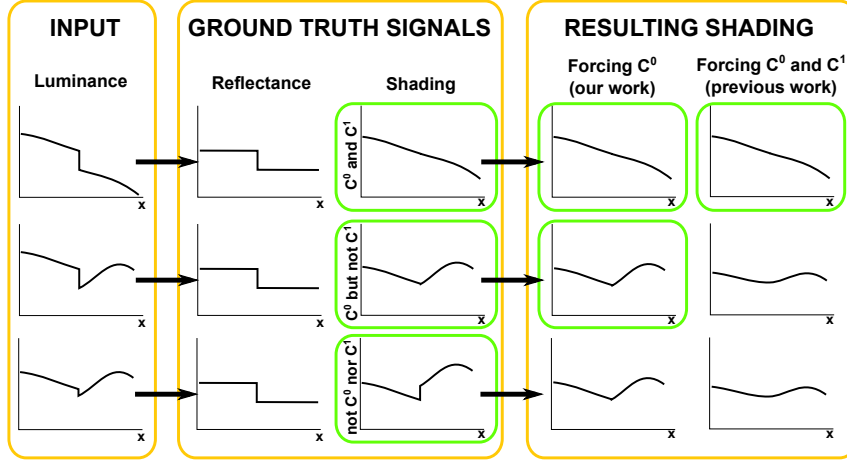 INPUT
GROUND TRUTH SIGNALS
RESULTING SHADING
Luminance
Reflectance
Shading
Forcing C⁰
(our work)
Forcing C⁰ and C¹
(previous work)
C⁰ and C¹
x
x
x
x
x
C⁰ but not C¹
x
x
x
x
x
not C⁰ nor C¹
x
x
x
x
x